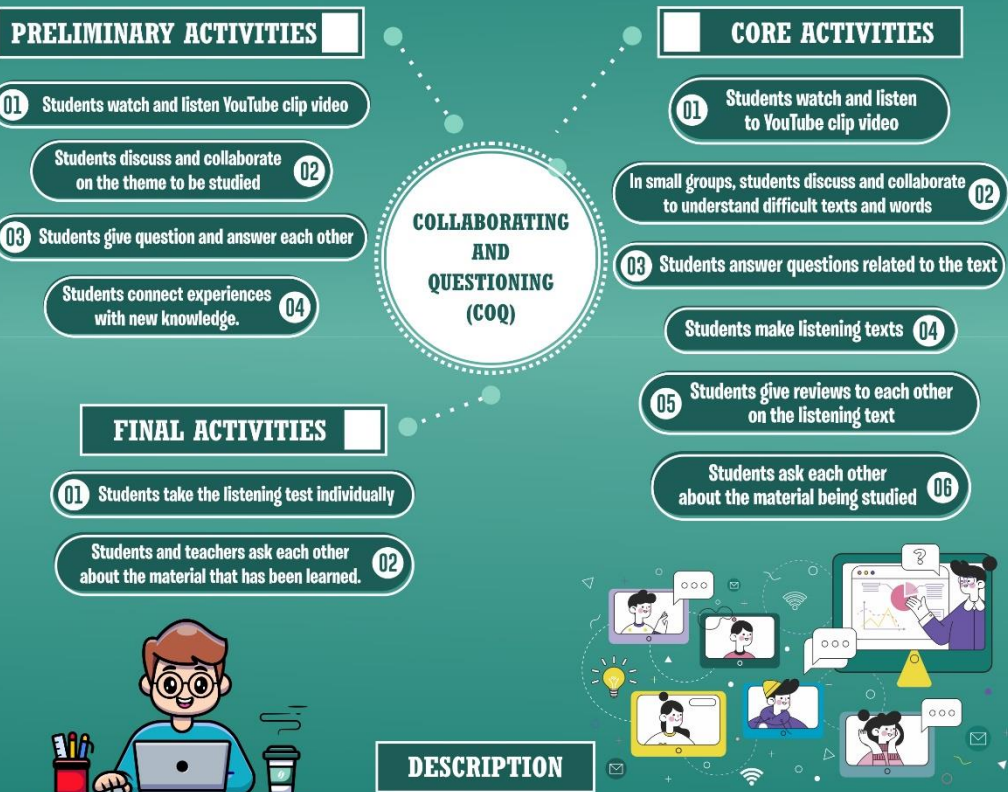 PRELIMINARY ACTIVITIES
01 Students watch and listen YouTube clip video
Students discuss and collaborate
on the theme to be studied 02
03 Students give question and answer each other
Students connect experiences
with new knowledge. 04
COLLABORATING
AND
QUESTIONING
(COQ)
CORE ACTIVITIES
01 Students watch and listen
to YouTube clip video
In small groups, students discuss and collaborate
to understand difficult texts and words 02
03 Students answer questions related to the text
Students make listening texts 04
05 Students give reviews to each other
on the listening text
Students ask each other
about the material being studied 06
FINAL ACTIVITIES
01 Students take the listening test individually
Students and teachers ask each other
about the material that has been learned. 02
?
DESCRIPTION